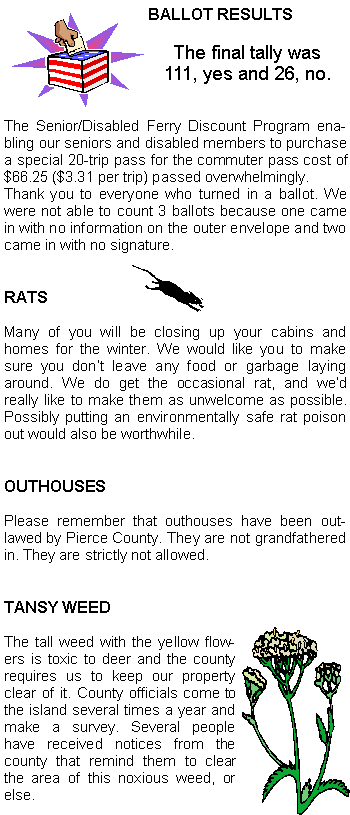 BALLOT RESULTS
The final tally was
111, yes and 26, no.
The Senior/Disabled Ferry Discount Program ena-
bling our seniors and disabled members to purchase
a special 20-trip pass for the commuter pass cost of
$66.25 ($3.31 per trip) passed overwhelmingly.
Thank you to everyone who turned in a ballot. We
were not able to count 3 ballots because one came
in with no information on the outer envelope and two
came in with no signature.
RATS
Many of you will be closing up your cabins and
homes for the winter. We would like you to make
sure you don't leave any food or garbage laying
around. We do get the occasional rat, and we'd
really like to make them as unwelcome as possible.
Possibly putting an environmentally safe rat poison
out would also be worthwhile.
OUTHOUSES
Please remember that outhouses have been out-
lawed by Pierce County. They are not grandfathered
in. They are strictly not allowed.
TANSY WEED
The tall weed with the yellow flow-
ers is toxic to deer and the county
requires us to keep our property
clear of it. County officials come to
the island several times a year and
make a survey. Several people
have received notices from the
county that remind them to clear
the area of this noxious weed, or
else.